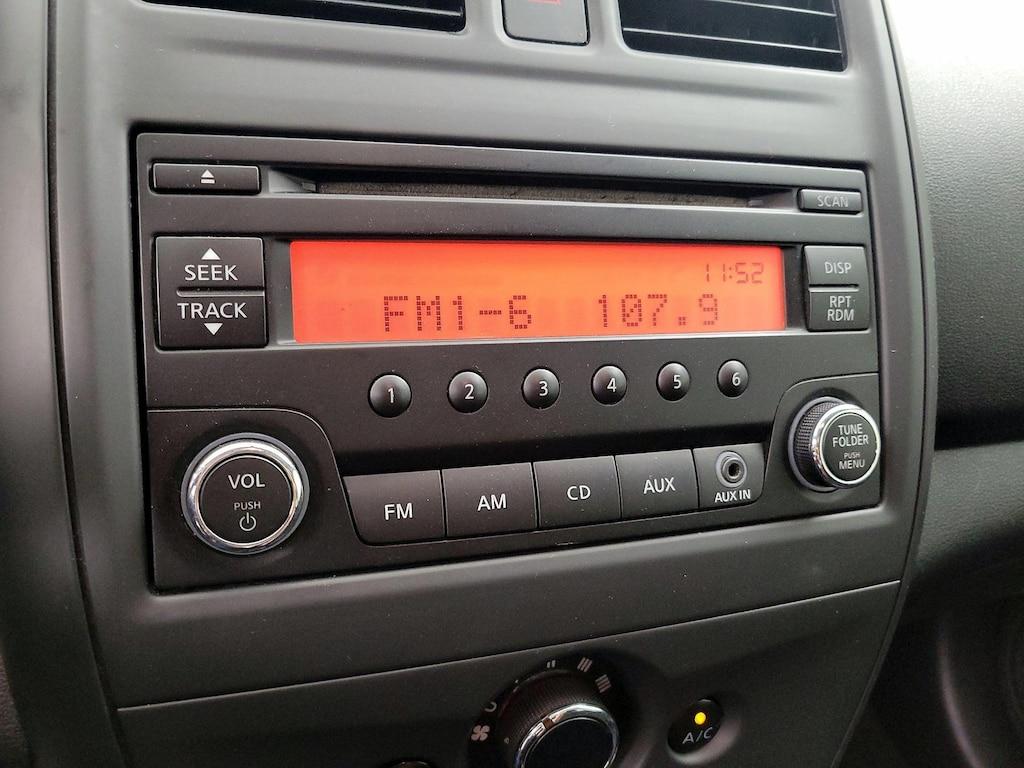 SCAN
SEEK
TRACK
11:52
FM1-6 107.9
DISP
RPT
RDM
1 2 3 4 5 6
VOL
PUSH
FM AM CD AUX
AUX IN
TUNE
FOLDER
PUSH
MENU
A/C